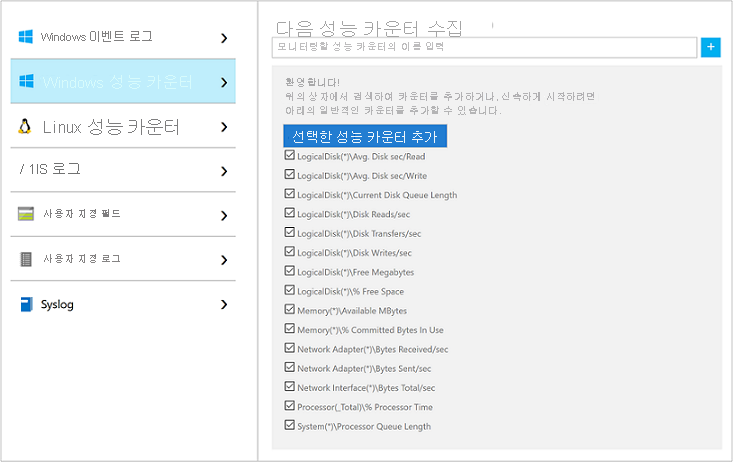 Windows 이벤트 로그
Windows 성능 카운터
Linux 성능 카운터
/ 1IS 로그
사용자 지정 필드
사용자 지정 로그
Syslog
다음 성능 카운터 수집
모니터링할 성능 카운터의 이름 입력
환영합니다!
위의 상자에서 검색하여 카운터를 추가하거나, 신속하게 시작하려면
아래의 일반적인 카운터를 추가할 수 있습니다.
선택한 성능 카운터 추가
LogicalDisk(*)\Avg. Disk sec/Read
LogicalDisk(*)\Avg. Disk sec/Write
LogicalDisk(*)\Current Disk Queue Length
LogicalDisk(*)\Disk Reads/sec
LogicalDisk(*)\Disk Transfers/sec
LogicalDisk(*)\Disk Writes/sec
LogicalDisk(*)\Free Megabytes
LogicalDisk(*)\% Free Space
Memory(*)\Available MBytes
Memory(*)\% Committed Bytes In Use
Network Adapter(*)\Bytes Received/sec
Network Adapter(*)\Bytes Sent/sec
Network Interface(*)\Bytes Total/sec
Processor(_Total)\% Processor Time
System(*)\Processor Queue Length